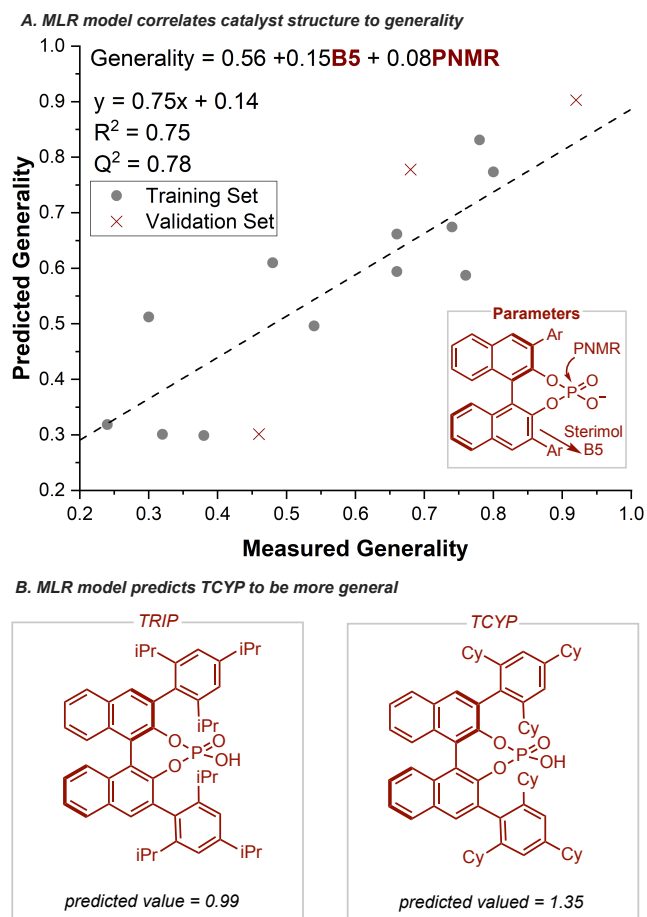 A. MLR model correlates catalyst structure to generality
Generality = 0.56 +0.15B5 + 0.08PNMR
y = 0.75x + 0.14
R² = 0.75
Q² = 0.78
Training Set
Validation Set
1.0
0.9
0.8
0.7
0.6
0.5
0.4
0.3
0.2
Predicted Generality
Parameters
Ar
PNMR
O
P
O
O
O⁻
Ar
Sterimol
B5
0.2 0.3 0.4 0.5 0.6 0.7 0.8 0.9 1.0
Measured Generality
B. MLR model predicts TCYP to be more general
TRIP
iPr
iPr
iPr
O
O
P
O
OH
iPr
iPr
iPr
predicted value = 0.99
TCYP
Cy
Cy
Cy
O
O
P
O
OH
Cy
Cy
Cy
predicted valued = 1.35